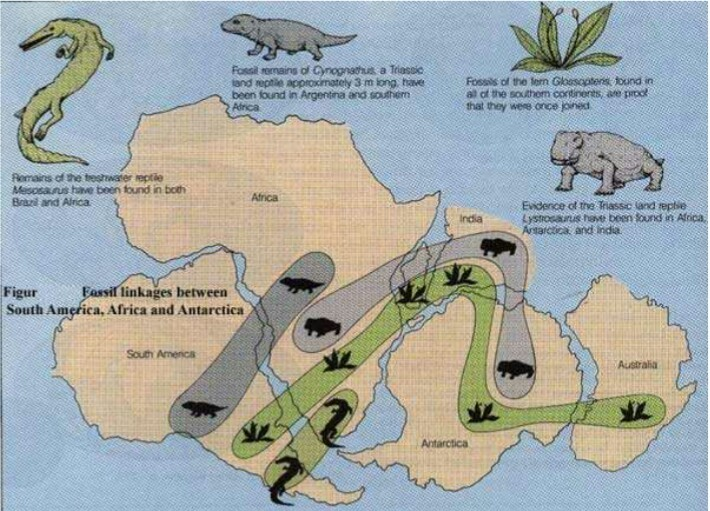 Fossil remains of Cynognathus, a Triassic
land reptile approximately 3 m long, have
been found in Argentina and southern
Africa.
Fossils of the fern Glossopteris, found in
all of the southern continents, are proof
that they were once joined.
Remains of the freshwater reptile
Mesosaurus have been found in both
Brazil and Africa.
Evidence of the Triassic land reptile
Lystrosaurus have been found in Africa,
Antarctica, and India.
Africa
India
Figur Fossil linkages between
South America, Africa and Antarctica
South America
Australia
Antarctica